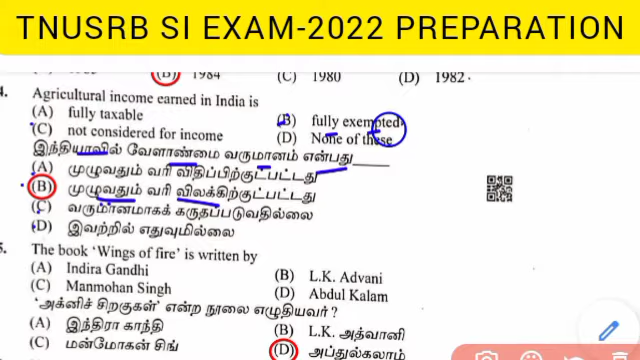 TNUSRB SI EXAM-2022 PREPARATION
(B) 1984 (C) 1980 (D) 1982
4. Agricultural income earned in India is
(A) fully taxable (B) fully exempted
(C) not considered for income (D) None of these
இந்தியாவில் வேளாண்மை வருமானம் என்பது
(A) முழுவதும் வரி விதிப்பிற்குட்பட்டது
(B) முழுவதும் வரி விலக்கிற்குட்பட்டது
(C) வருமானமாகக் கருதப்படுவதில்லை
(D) இவற்றில் எதுவுமில்லை
5. The book ‘Wings of fire’ is written by
(A) Indira Gandhi (B) L.K. Advani
(C) Manmohan Singh (D) Abdul Kalam
‘அக்னிச் சிறகுகள்’ என்ற நூலை எழுதியவர் ?
(A) இந்திரா காந்தி (B) L.K. அத்வானி
(C) மன்மோகன் சிங் (D) அப்துல்கலாம்